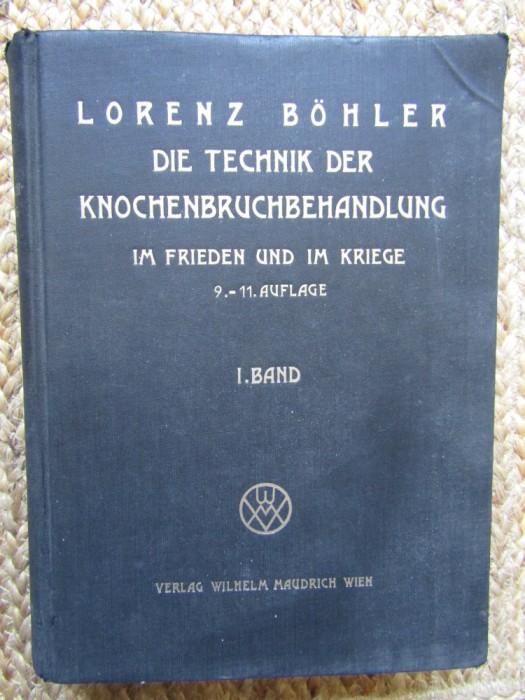 LORENZ BÖHLER
DIE TECHNIK DER
KNOCHENBRUCHBEHANDLUNG
IM FRIEDEN UND IM KRIEGE
9.-11. AUFLAGE
I. BAND
WMV
VERLAG WILHELM MAUDRICH WIEN